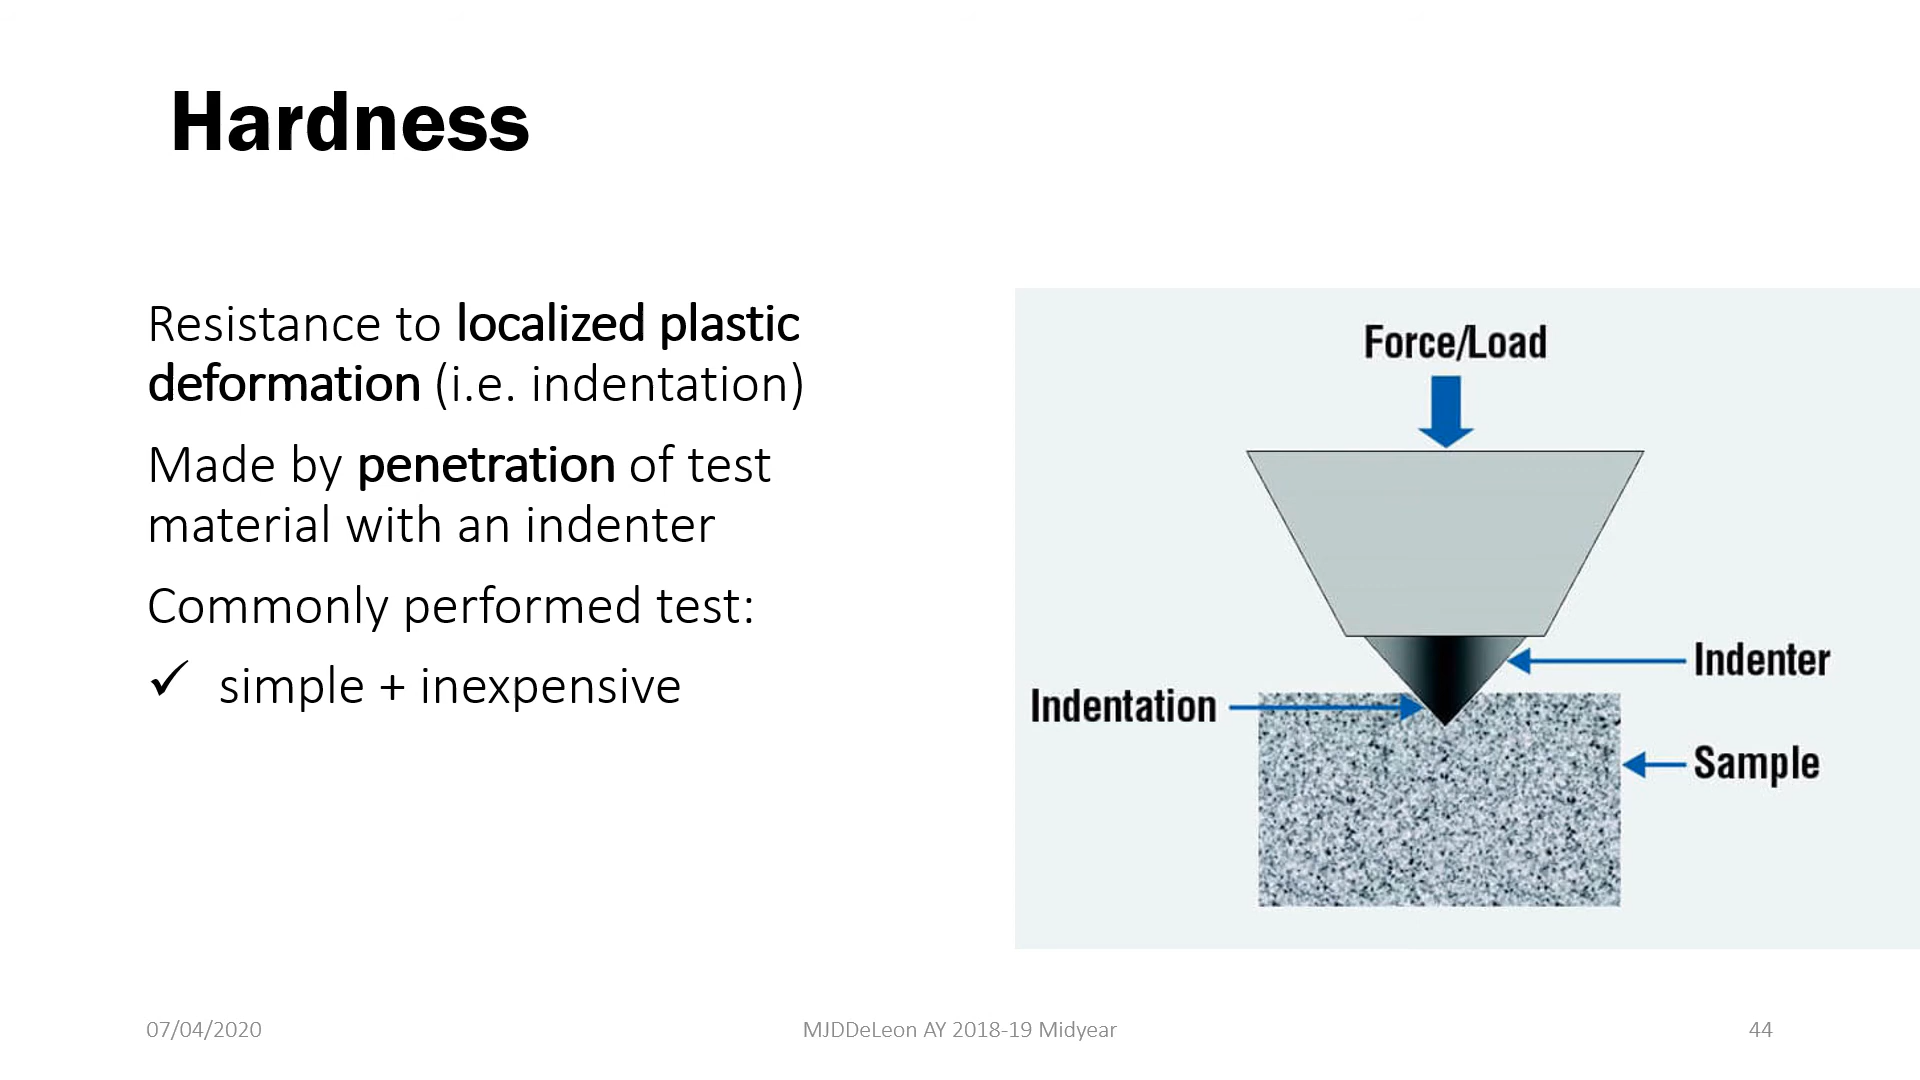 Hardness
Resistance to localized plastic
deformation (i.e. indentation)
Made by penetration of test
material with an indenter
Commonly performed test:
✓ simple + inexpensive
Force/Load
Indenter
Indentation
Sample
07/04/2020
MJDDeLeon AY 2018-19 Midyear
44